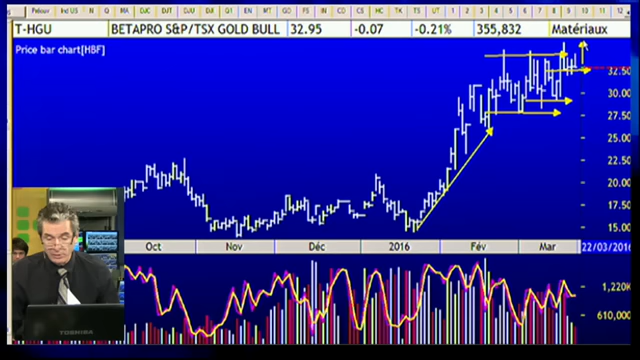 T-HGU BETAPRO S&P/TSX GOLD BULL 32.95 -0.07 -0.21% 355,832 Matériaux
Price bar chart[HBF]
32.50
30.00
27.50
25.00
22.50
20.00
17.50
15.00
Oct Nov Déc 2016 Fév Mar 22/03/2016
1,220K
610,000
TOSHIBA